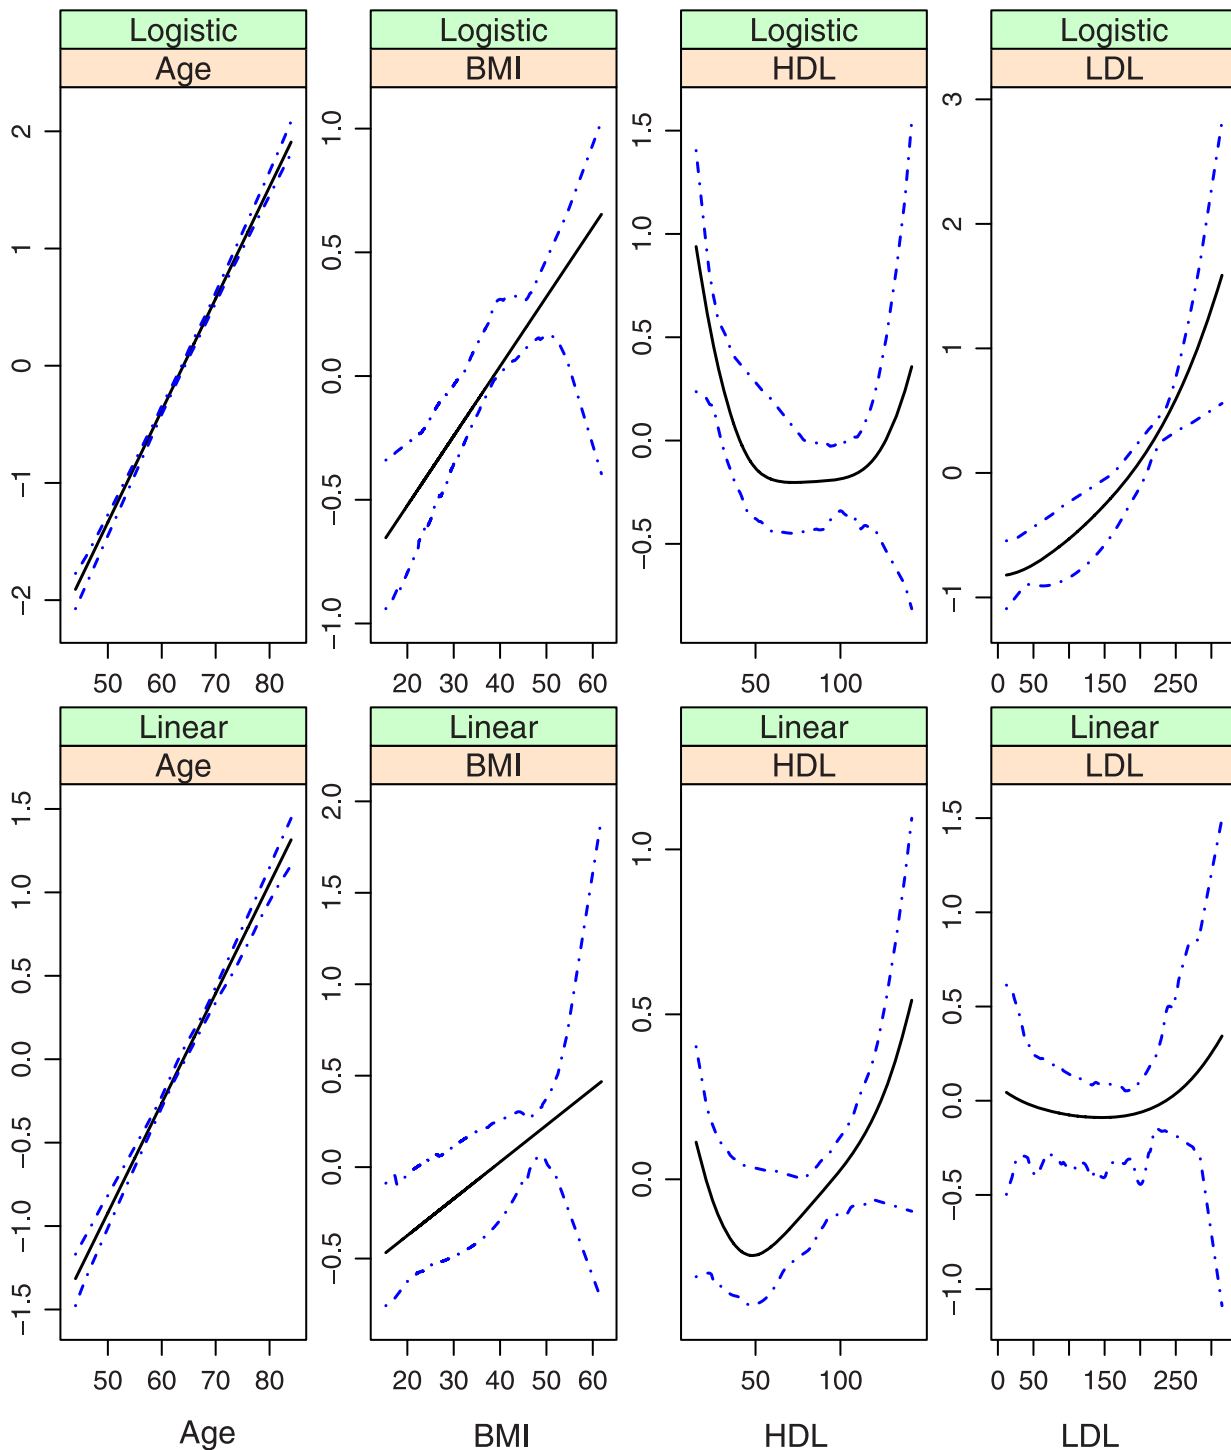 Logistic Logistic Logistic Logistic
Age BMI HDL LDL
2 1 0 −1 −2
1.0 0.5 0.0 −0.5 −1.0
1.5 1.0 0.5 0.0 −0.5
3 2 1 0 −1
50 60 70 80 20 30 40 50 60 50 100 0 50 150 250
Linear Linear Linear Linear
Age BMI HDL LDL
1.5 1.0 0.5 0.0 −0.5 −1.0 −1.5
2.0 1.5 1.0 0.5 0.0 −0.5
1.0 0.5 0.0
1.5 1.0 0.5 0.0 −0.5 −1.0
50 60 70 80 20 30 40 50 60 50 100 0 50 150 250
Age BMI HDL LDL